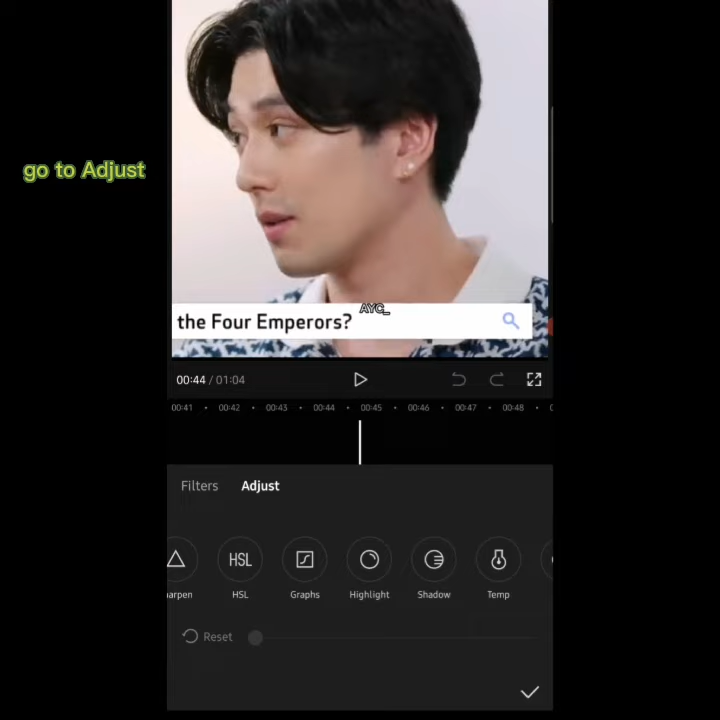 go to Adjust
the Four Emperors?
AYC_
00:44 / 01:04
00:41 • 00:42 • 00:43 • 00:44 • 00:45 • 00:46 • 00:47 • 00:48 •
Filters Adjust
HSL
arpen HSL Graphs Highlight Shadow Temp
Reset